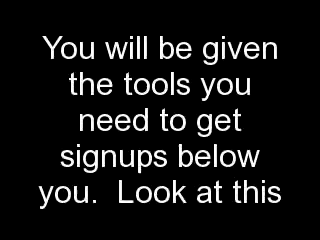 You will be given
the tools you
need to get
signups below
you.  Look at this